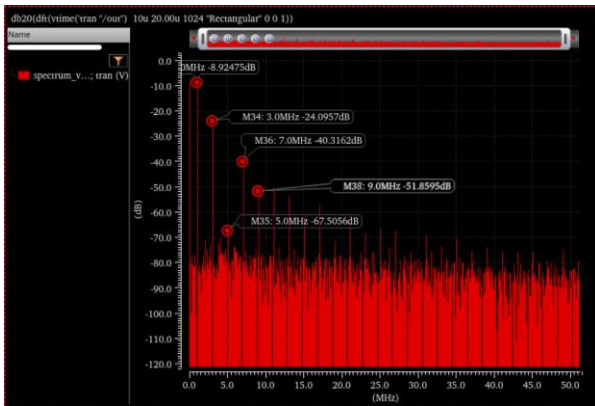 db20(dft(vtime('tran "/out") 10u 20.00u 1024 "Rectangular" 0 0 1))
Name
spectrum_v...; tran (V)
0.0
0MHz -8.92475dB
-10.0
M34: 3.0MHz -24.0957dB
-20.0
M36: 7.0MHz -40.3162dB
-30.0
-40.0
M38: 9.0MHz -51.8595dB
-50.0
-60.0
M35: 5.0MHz -67.5056dB
-70.0
-80.0
-90.0
-100.0
-110.0
-120.0
(dB)
0.0 5.0 10.0 15.0 20.0 25.0 30.0 35.0 40.0 45.0 50.0
(MHz)